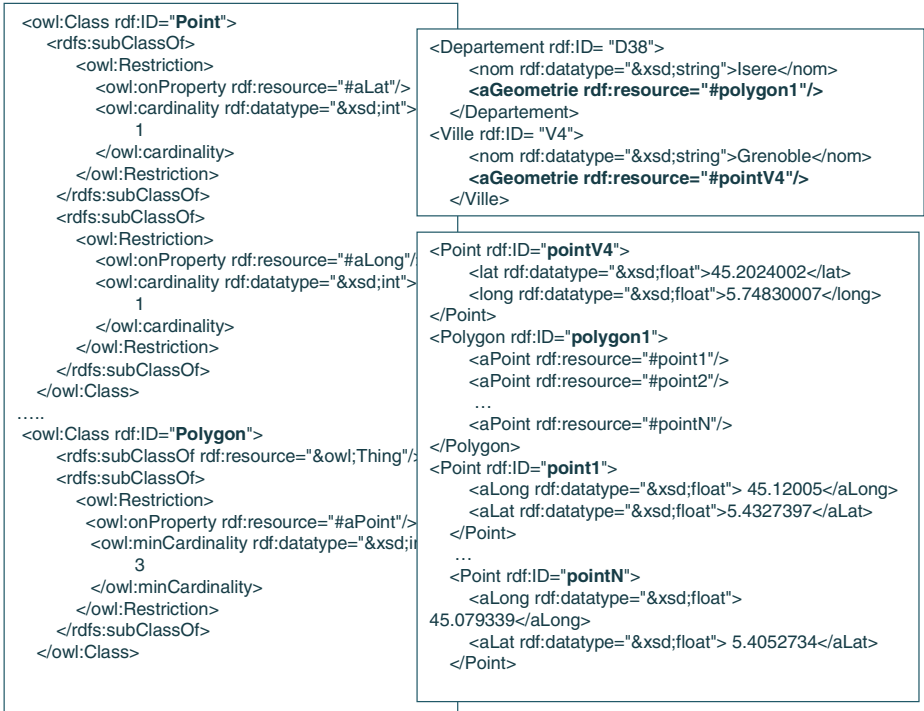 <owl:Class rdf:ID="Point">
<rdfs:subClassOf>
<owl:Restriction>
<owl:onProperty rdf:resource="#aLat"/>
<owl:cardinality rdf:datatype="&xsd;int">
1
</owl:cardinality>
</owl:Restriction>
</rdfs:subClassOf>
<rdfs:subClassOf>
<owl:Restriction>
<owl:onProperty rdf:resource="#aLong"/
<owl:cardinality rdf:datatype="&xsd;int">
1
</owl:cardinality>
</owl:Restriction>
</rdfs:subClassOf>
</owl:Class>
.....
<owl:Class rdf:ID="Polygon">
<rdfs:subClassOf rdf:resource="&owl;Thing"/
<rdfs:subClassOf>
<owl:Restriction>
<owl:onProperty rdf:resource="#aPoint"/>
<owl:minCardinality rdf:datatype="&xsd;i
3
</owl:minCardinality>
</owl:Restriction>
</rdfs:subClassOf>
</owl:Class>
<Departement rdf:ID= "D38">
<nom rdf:datatype="&xsd;string">Isere</nom>
<aGeometrie rdf:resource="#polygon1"/>
</Departement>
<Ville rdf:ID= "V4">
<nom rdf:datatype="&xsd;string">Grenoble</nom>
<aGeometrie rdf:resource="#pointV4"/>
</Ville>
<Point rdf:ID="pointV4">
<lat rdf:datatype="&xsd;float">45.2024002</lat>
<long rdf:datatype="&xsd;float">5.74830007</long>
</Point>
<Polygon rdf:ID="polygon1">
<aPoint rdf:resource="#point1"/>
<aPoint rdf:resource="#point2"/>
…
<aPoint rdf:resource="#pointN"/>
</Polygon>
<Point rdf:ID="point1">
<aLong rdf:datatype="&xsd;float"> 45.12005</aLong>
<aLat rdf:datatype="&xsd;float">5.4327397</aLat>
</Point>
…
<Point rdf:ID="pointN">
<aLong rdf:datatype="&xsd;float">
45.079339</aLong>
<aLat rdf:datatype="&xsd;float"> 5.4052734</aLat>
</Point>